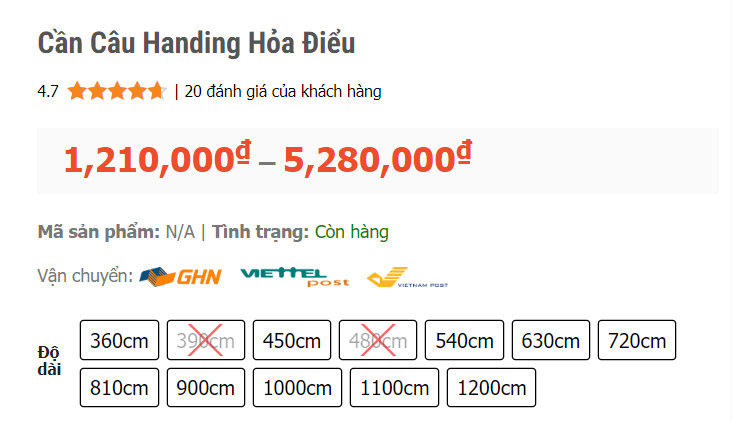 Cần Câu Handing Hỏa Điểu
4.7 | 20 đánh giá của khách hàng
1,210,000₫ – 5,280,000₫
Mã sản phẩm: N/A | Tình trạng: Còn hàng
Vận chuyển: GHN VIETTEL post VIETNAM POST
Độ dài
360cm 390cm 450cm 480cm 540cm 630cm 720cm
810cm 900cm 1000cm 1100cm 1200cm